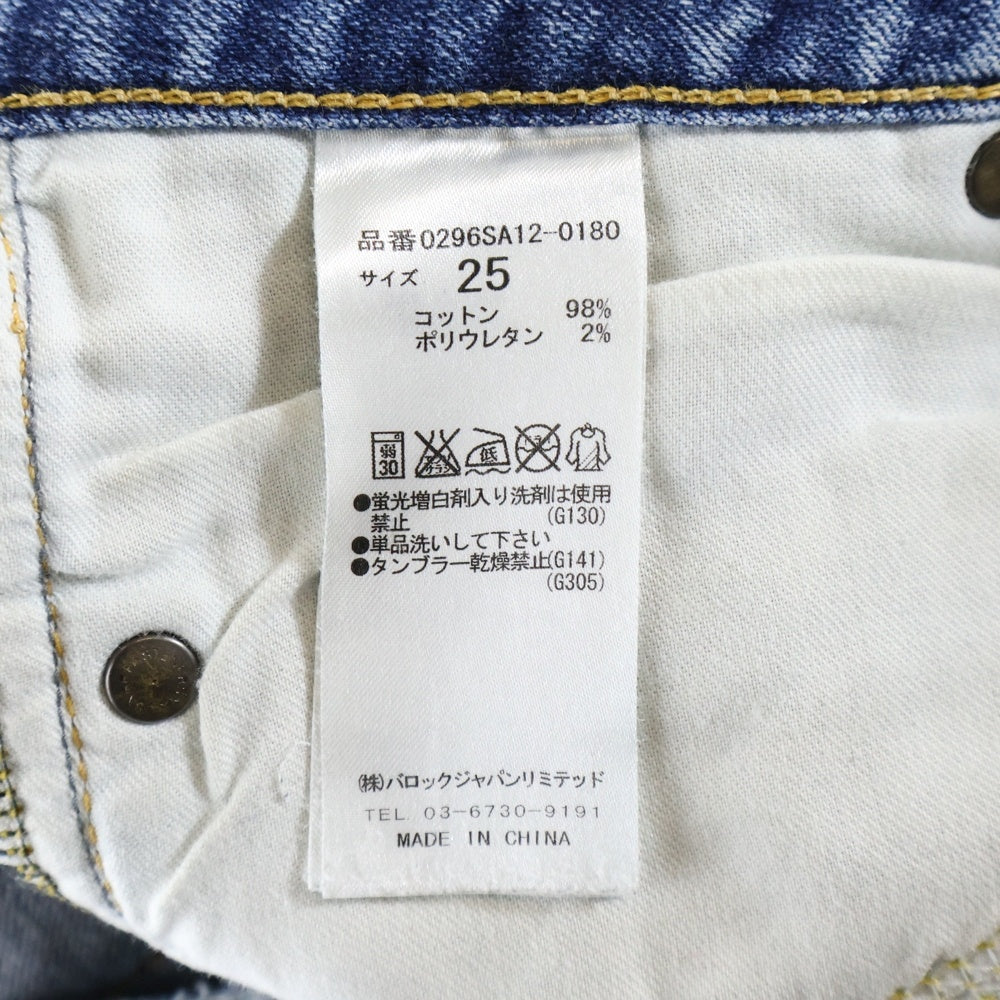 品番0296SA12-0180
サイズ 25
コットン 98%
ポリウレタン 2%
弱 低
30
●蛍光増白剤入り洗剤は使用
禁止 (G130)
●単品洗いして下さい
●タンブラー乾燥禁止(G141)
(G305)
(株)バロックジャパンリミテッド
TEL. 03-6730-9191
MADE IN CHINA